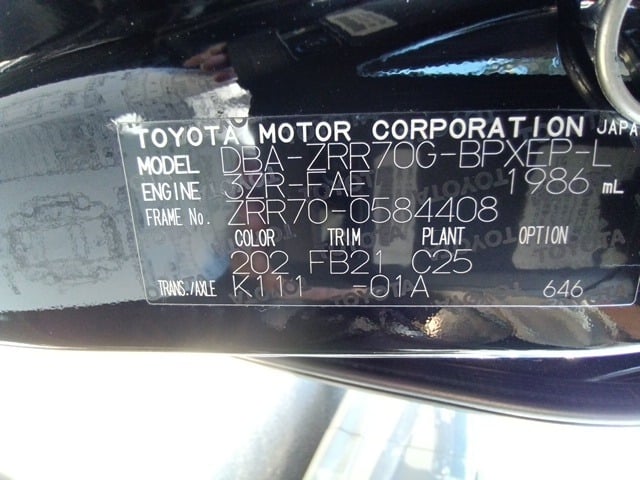 TOYOTA MOTOR CORPORATION JAPA
MODEL DBA-ZRR70G-BPXEP-L
ENGINE 3ZR-FAE 1986 mL
FRAME No. ZRR70-0584408
COLOR TRIM PLANT OPTION
202 FB21 C25
TRANS./AXLE K111 -01A 646